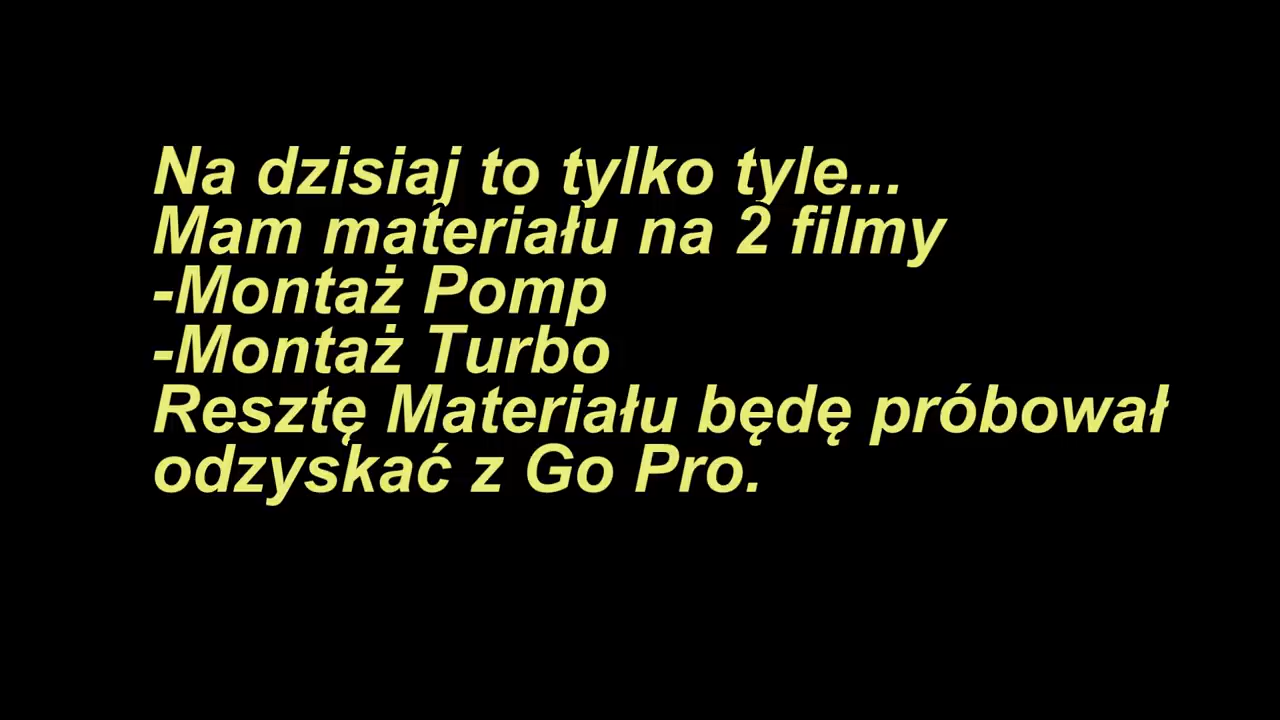 Na dzisiaj to tylko tyle...
Mam materiału na 2 filmy
-Montaż Pomp
-Montaż Turbo
Resztę Materiału będę próbował
odzyskać z Go Pro.